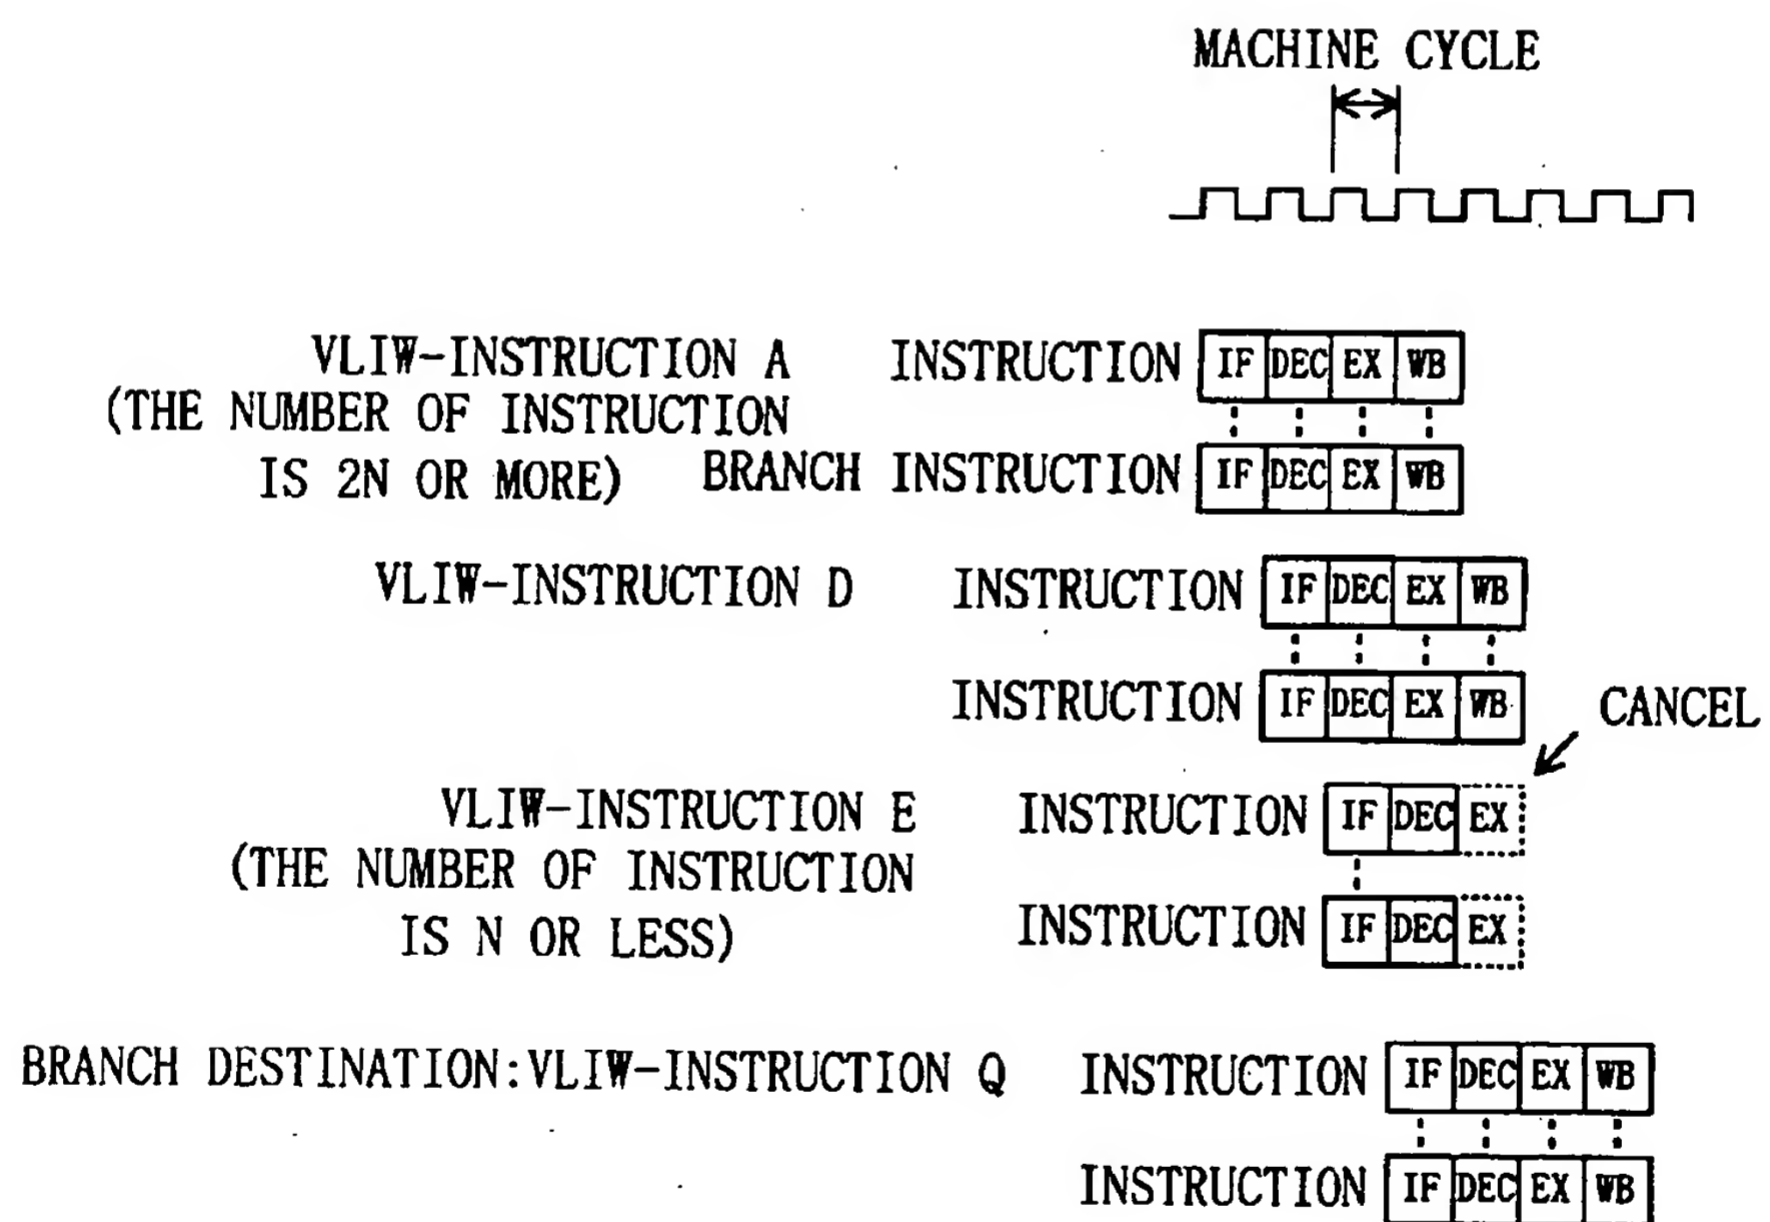 MACHINE CYCLE
VLIW-INSTRUCTION A INSTRUCTION IF DEC EX WB
(THE NUMBER OF INSTRUCTION
IS 2N OR MORE) BRANCH INSTRUCTION IF DEC EX WB
VLIW-INSTRUCTION D INSTRUCTION IF DEC EX WB
INSTRUCTION IF DEC EX WB CANCEL
VLIW-INSTRUCTION E INSTRUCTION IF DEC EX
(THE NUMBER OF INSTRUCTION
IS N OR LESS) INSTRUCTION IF DEC EX
BRANCH DESTINATION:VLIW-INSTRUCTION Q INSTRUCTION IF DEC EX WB
INSTRUCTION IF DEC EX WB